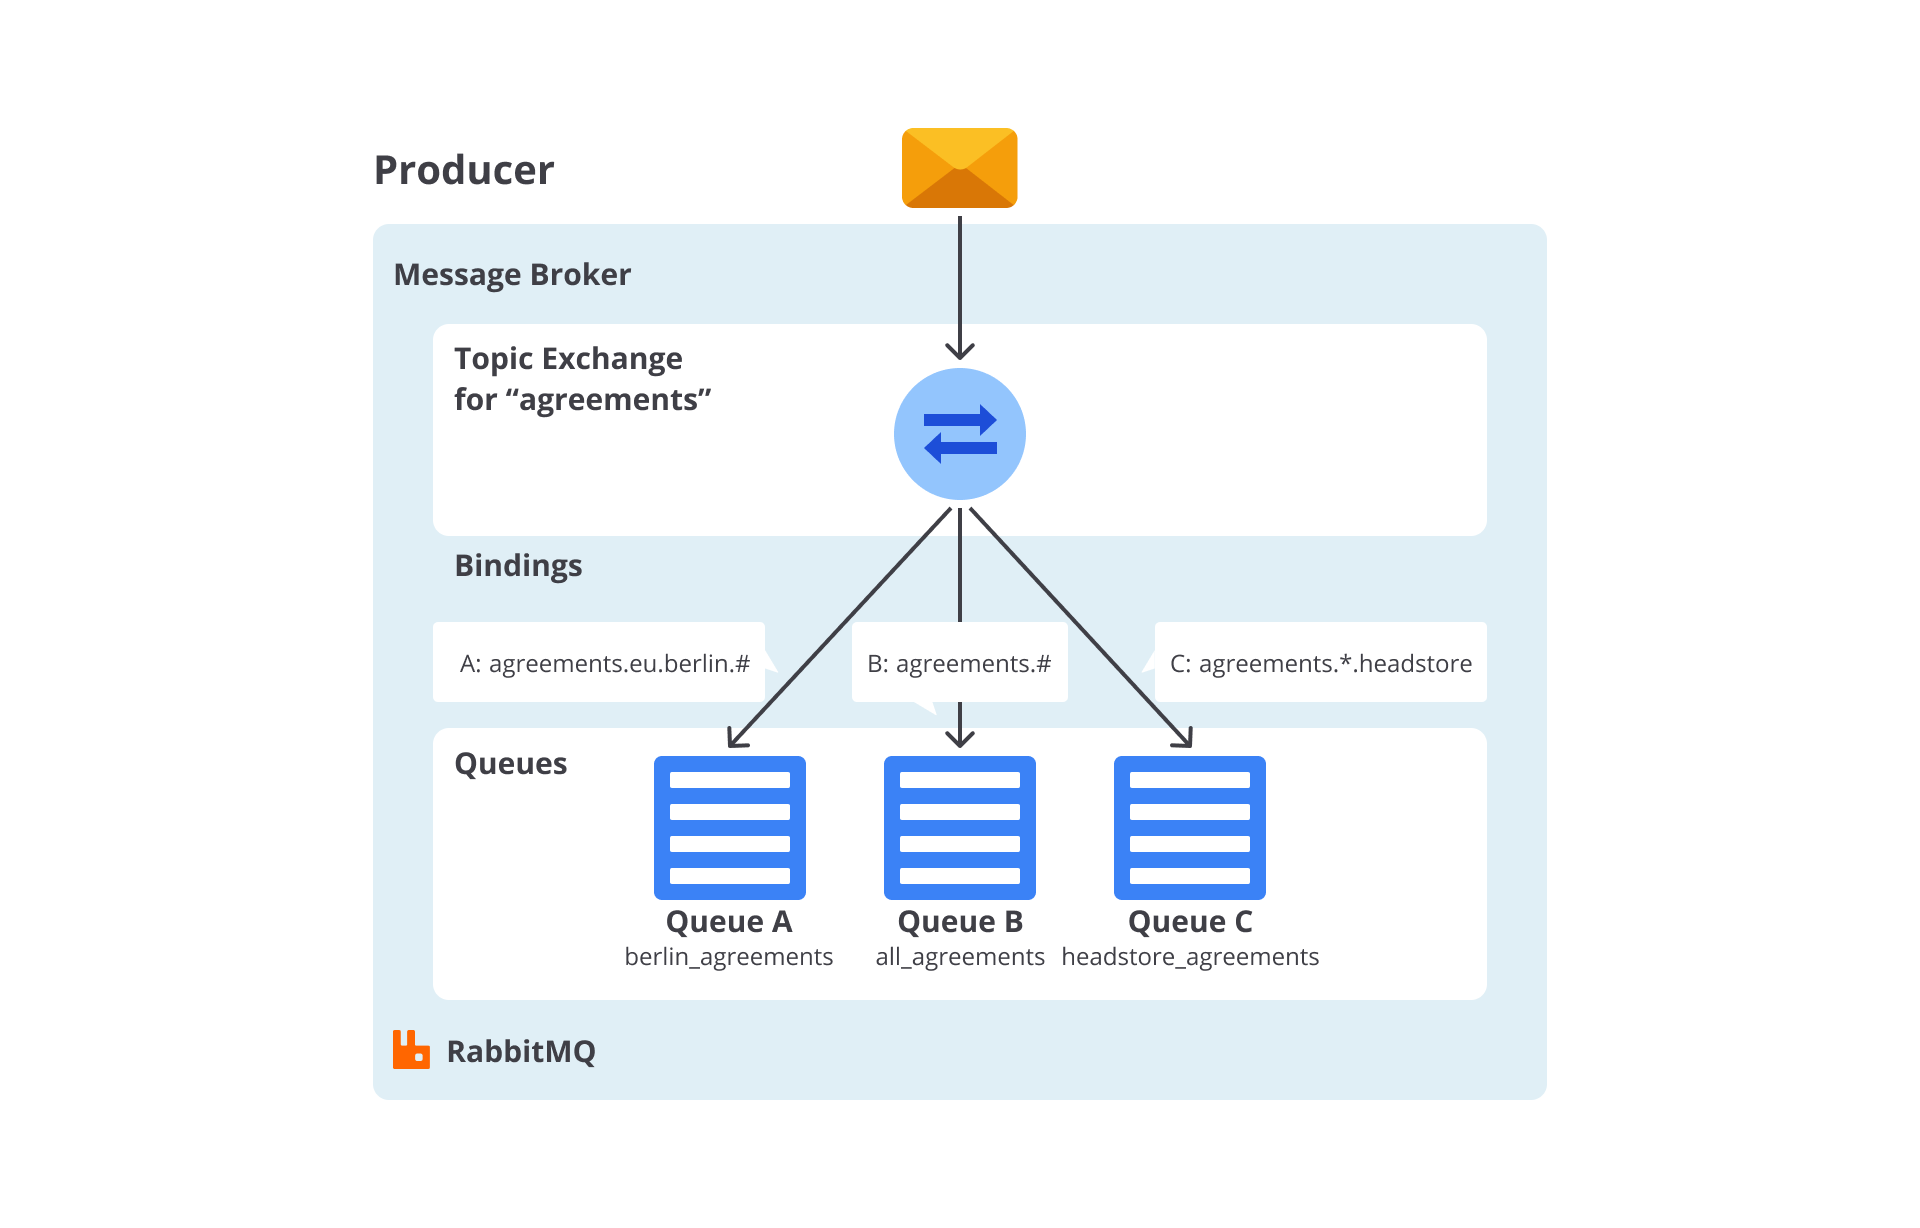 Producer
Message Broker
Topic Exchange
for “agreements”
Bindings
A: agreements.eu.berlin.#
B: agreements.#
C: agreements.*.headstore
Queues
Queue A
berlin_agreements
Queue B
all_agreements
Queue C
headstore_agreements
RabbitMQ